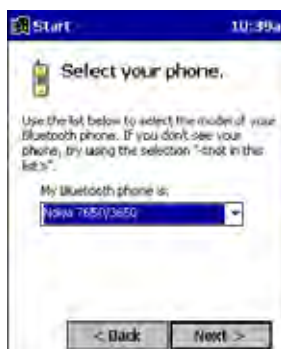 Start 10:39a
Select your phone.
Use the list below to select the model of your
Bluetooth phone. If you don't see your
phone, try using the selection "<not in this
list>".
My Bluetooth phone is:
Nokia 7650/3650
< Back Next >